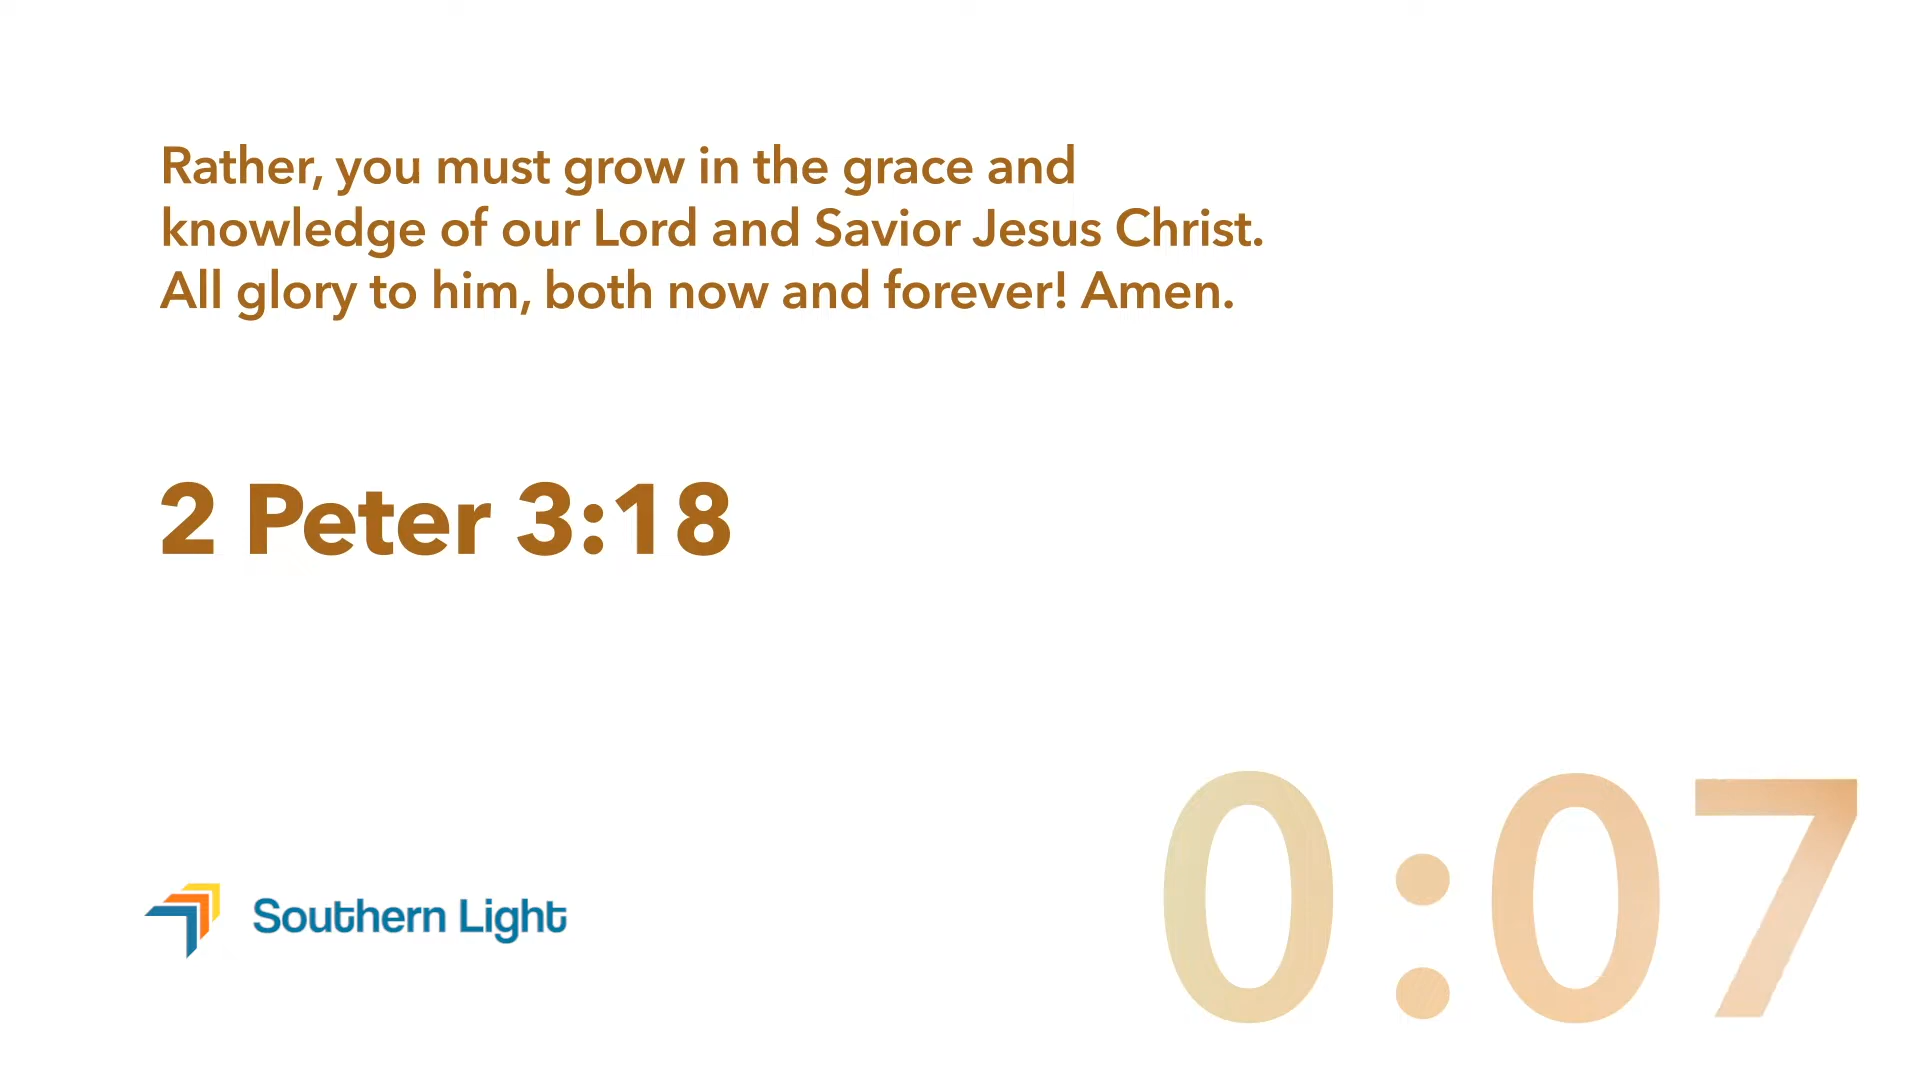 Rather, you must grow in the grace and
knowledge of our Lord and Savior Jesus Christ.
All glory to him, both now and forever! Amen.
2 Peter 3:18
Southern Light
0:07